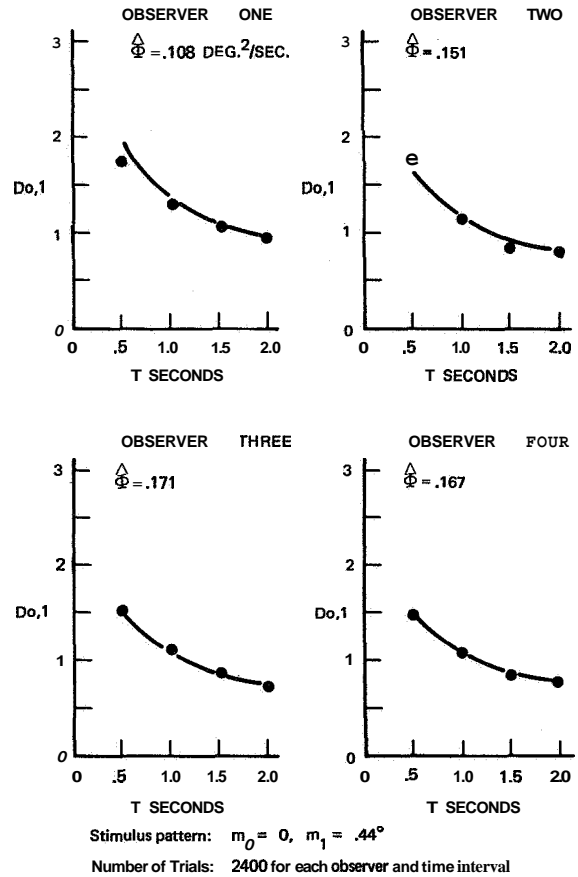 OBSERVER ONE
Φ̂ = .108 DEG.²/SEC.
3
2
Do,1
1
0
0 .5 1.0 1.5 2.0
T SECONDS
OBSERVER TWO
Φ̂ = .151
3
e
2
1
0
0 .5 1.0 1.5 2.0
T SECONDS
OBSERVER THREE
Φ̂ = .171
3
2
Do,1
1
0
0 .5 1.0 1.5 2.0
T SECONDS
OBSERVER FOUR
Φ̂ = .167
3
2
Do,1
1
0
0 .5 1.0 1.5 2.0
T SECONDS
Stimulus pattern: m₀ = 0, m₁ = .44°
Number of Trials: 2400 for each observer and time interval